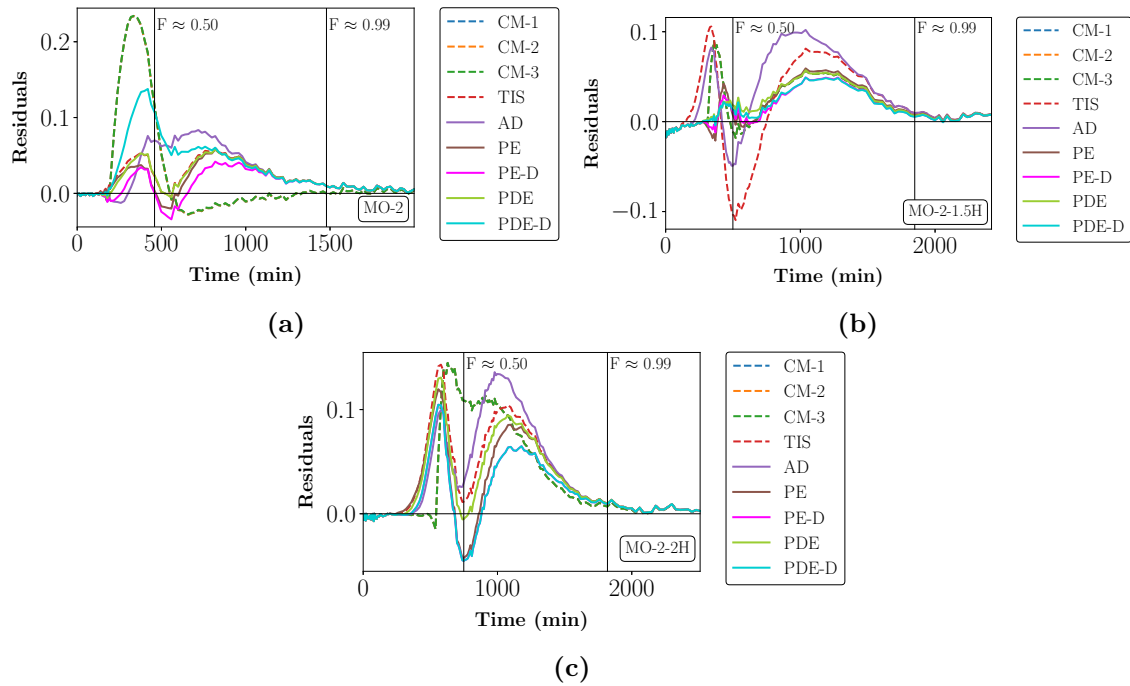 F ≈ 0.50
F ≈ 0.99
0.2
0.1
0.0
Residuals
MO-2
0
500
1000
1500
Time (min)
CM-1
CM-2
CM-3
TIS
AD
PE
PE-D
PDE
PDE-D
(a)
F ≈ 0.50
F ≈ 0.99
0.1
0.0
−0.1
Residuals
MO-2-1.5H
0
1000
2000
Time (min)
CM-1
CM-2
CM-3
TIS
AD
PE
PE-D
PDE
PDE-D
(b)
F ≈ 0.50
F ≈ 0.99
0.1
0.0
Residuals
MO-2-2H
0
1000
2000
Time (min)
CM-1
CM-2
CM-3
TIS
AD
PE
PE-D
PDE
PDE-D
(c)